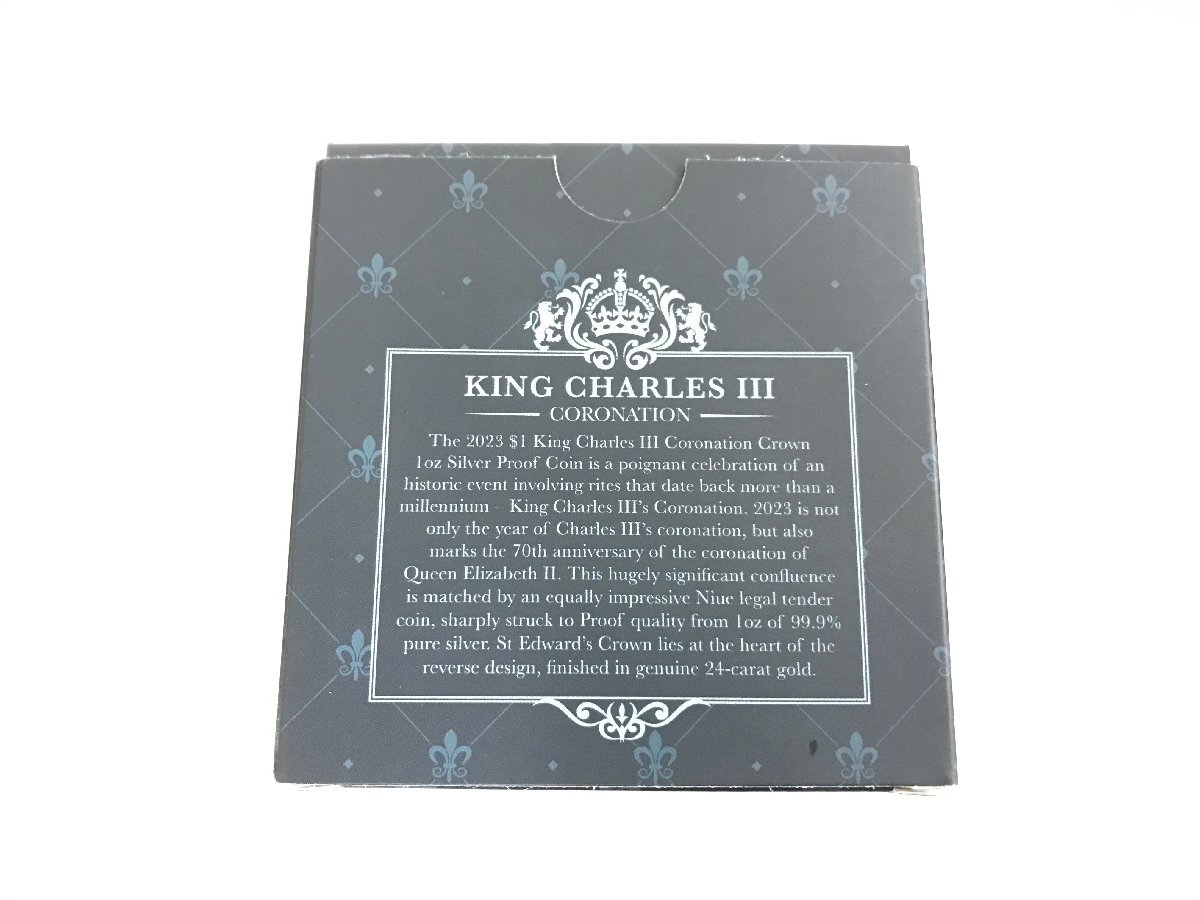 KING CHARLES III
CORONATION
The 2023 $1 King Charles III Coronation Crown
1oz Silver Proof Coin is a poignant celebration of an
historic event involving rites that date back more than a
millennium – King Charles III's Coronation. 2023 is not
only the year of Charles III's coronation, but also
marks the 70th anniversary of the coronation of
Queen Elizabeth II. This hugely significant confluence
is matched by an equally impressive Niue legal tender
coin, sharply struck to Proof quality from 1oz of 99.9%
pure silver. St Edward's Crown lies at the heart of the
reverse design, finished in genuine 24-carat gold.